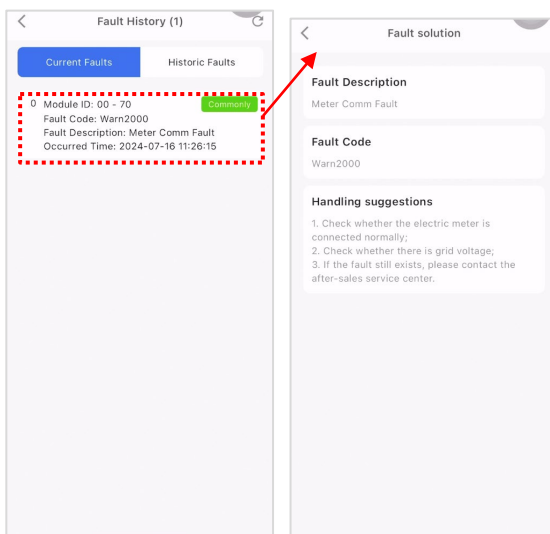 Fault History (1)
Current Faults
Historic Faults
0 Module ID: 00 - 70
Commonly
Fault Code: Warn2000
Fault Description: Meter Comm Fault
Occurred Time: 2024-07-16 11:26:15
Fault solution
Fault Description
Meter Comm Fault
Fault Code
Warn2000
Handling suggestions
1. Check whether the electric meter is
connected normally;
2. Check whether there is grid voltage;
3. If the fault still exists, please contact the
after-sales service center.